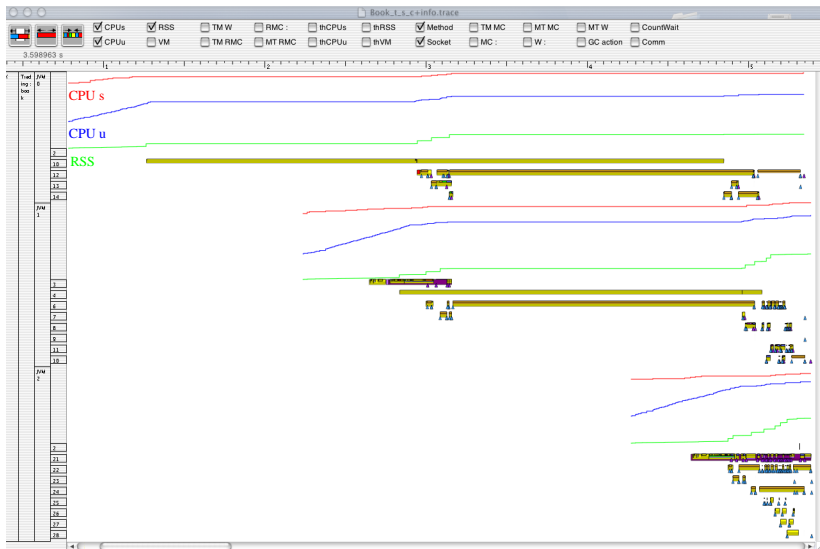 Book_t_s_c+info.trace
CPUs RSS TM W RMC : thCPUs thRSS Method TM MC MT MC MT W CountWait
CPUu VM TM RMC MT RMC thCPUu thVM Socket MC : W : GC action Comm
3.598963 s
1 2 3 4 5
Trad ing : boo k
JVM 0
CPU s
CPU u
2
RSS
10
12
13
14
JVM 1
3
4
6
7
8
9
11
10
JVM 2
2
21
22
23
24
25
26
27
28